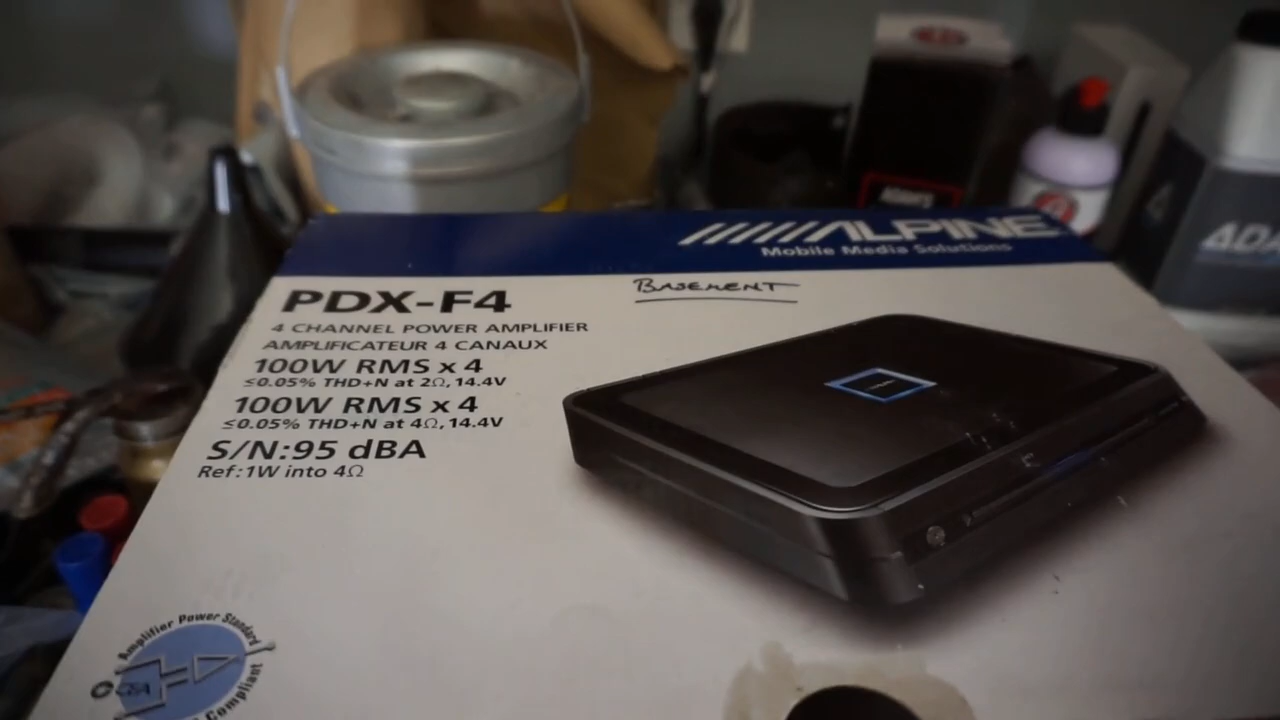 ALPINE
Mobile Media Solutions
BASEMENT
PDX-F4
4 CHANNEL POWER AMPLIFIER
AMPLIFICATEUR 4 CANAUX
100W RMS x 4
≤0.05% THD+N at 2Ω, 14.4V
100W RMS x 4
≤0.05% THD+N at 4Ω, 14.4V
S/N:95 dBA
Ref:1W into 4Ω
Amplifier Power Standard
CEA
Compliant